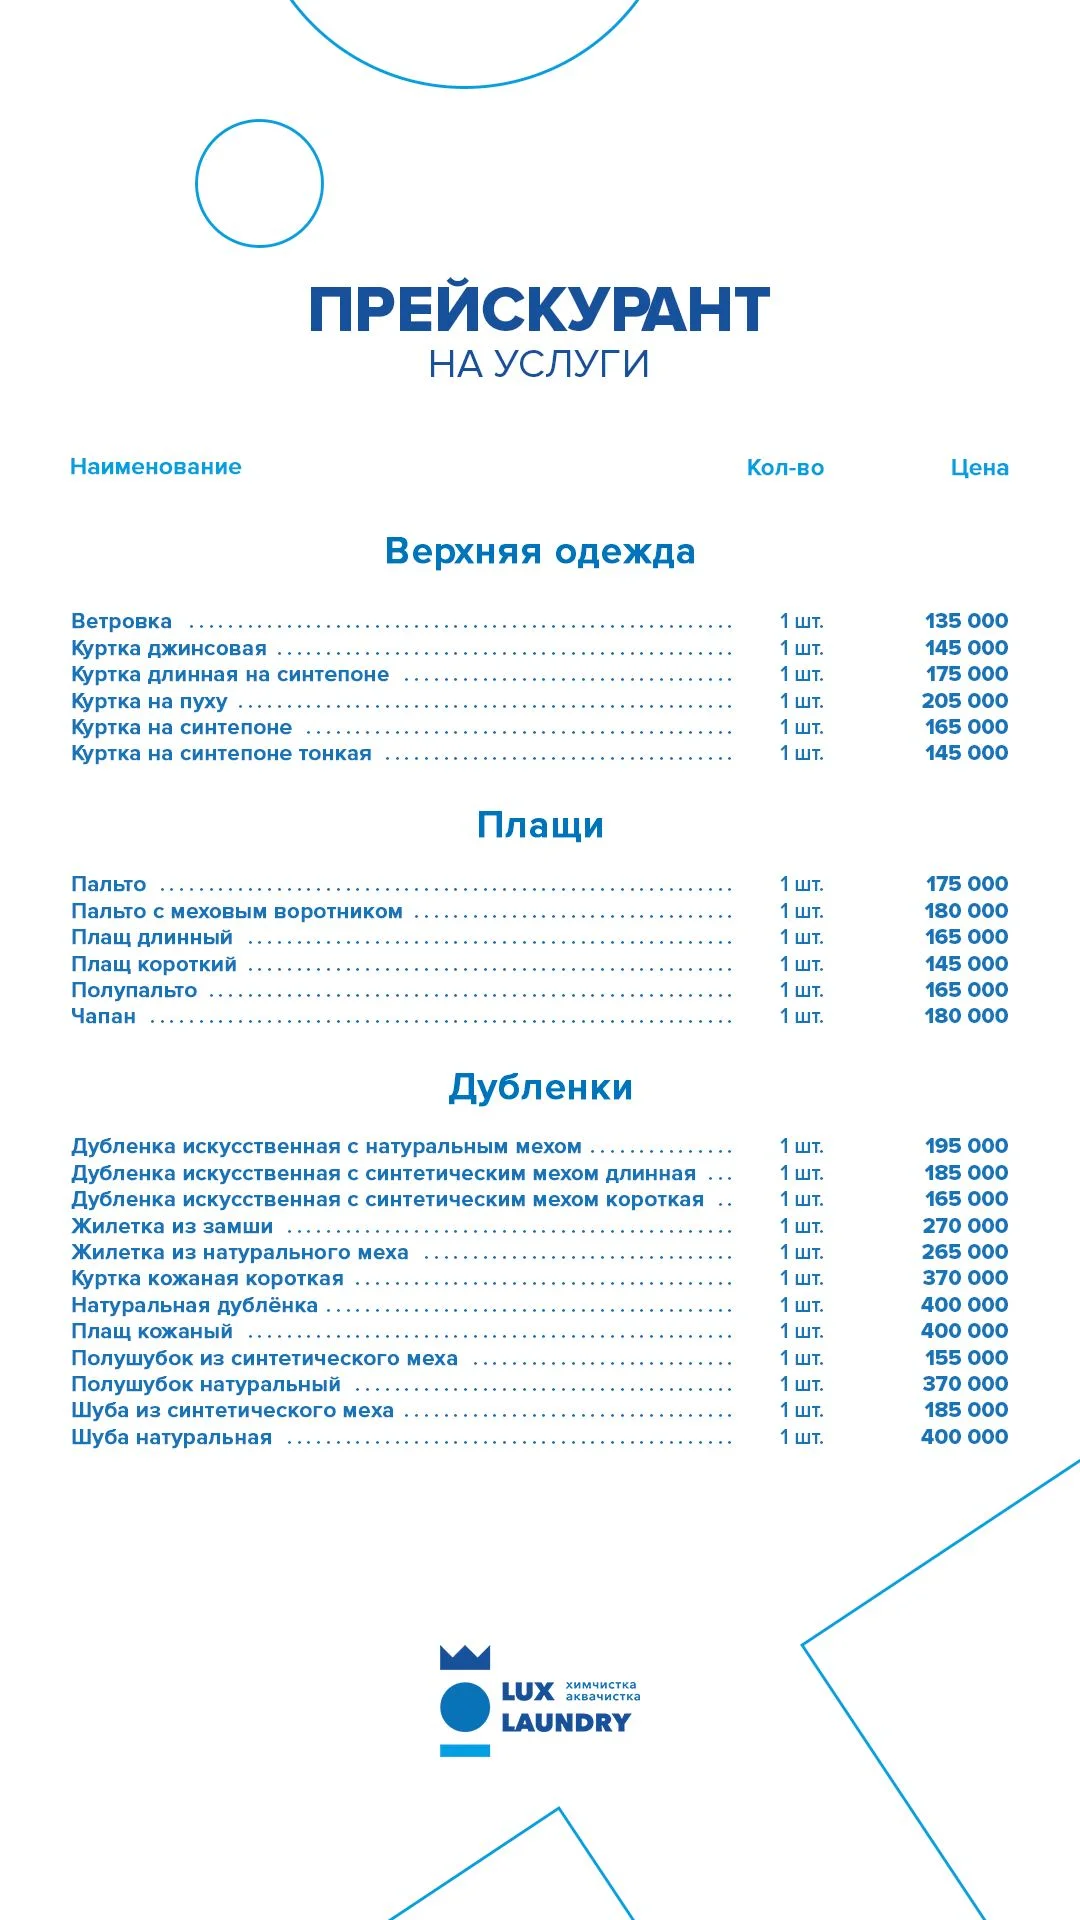 ПРЕЙСКУРАНТ
НА УСЛУГИ
Наименование Кол-во Цена
Верхняя одежда
Ветровка 1 шт. 135 000
Куртка джинсовая 1 шт. 145 000
Куртка длинная на синтепоне 1 шт. 175 000
Куртка на пуху 1 шт. 205 000
Куртка на синтепоне 1 шт. 165 000
Куртка на синтепоне тонкая 1 шт. 145 000
Плащи
Пальто 1 шт. 175 000
Пальто с меховым воротником 1 шт. 180 000
Плащ длинный 1 шт. 165 000
Плащ короткий 1 шт. 145 000
Полупальто 1 шт. 165 000
Чапан 1 шт. 180 000
Дубленки
Дубленка искусственная с натуральным мехом 1 шт. 195 000
Дубленка искусственная с синтетическим мехом длинная 1 шт. 185 000
Дубленка искусственная с синтетическим мехом короткая 1 шт. 165 000
Жилетка из замши 1 шт. 270 000
Жилетка из натурального меха 1 шт. 265 000
Куртка кожаная короткая 1 шт. 370 000
Натуральная дублёнка 1 шт. 400 000
Плащ кожаный 1 шт. 400 000
Полушубок из синтетического меха 1 шт. 155 000
Полушубок натуральный 1 шт. 370 000
Шуба из синтетического меха 1 шт. 185 000
Шуба натуральная 1 шт. 400 000
LUX химчистка
аквачистка
LAUNDRY